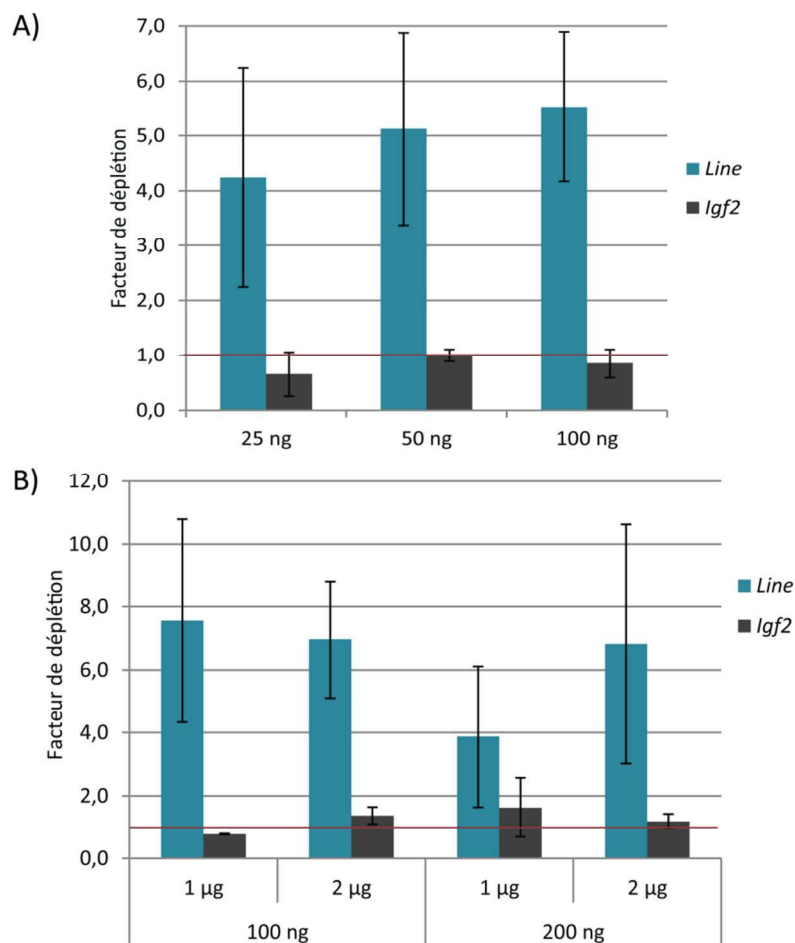 A)
Facteur de déplétion
7,0
6,0
5,0
4,0
3,0
2,0
1,0
0,0
25 ng 50 ng 100 ng
Line
Igf2
B)
Facteur de déplétion
12,0
10,0
8,0
6,0
4,0
2,0
0,0
1 µg 2 µg 1 µg 2 µg
100 ng 200 ng
Line
Igf2